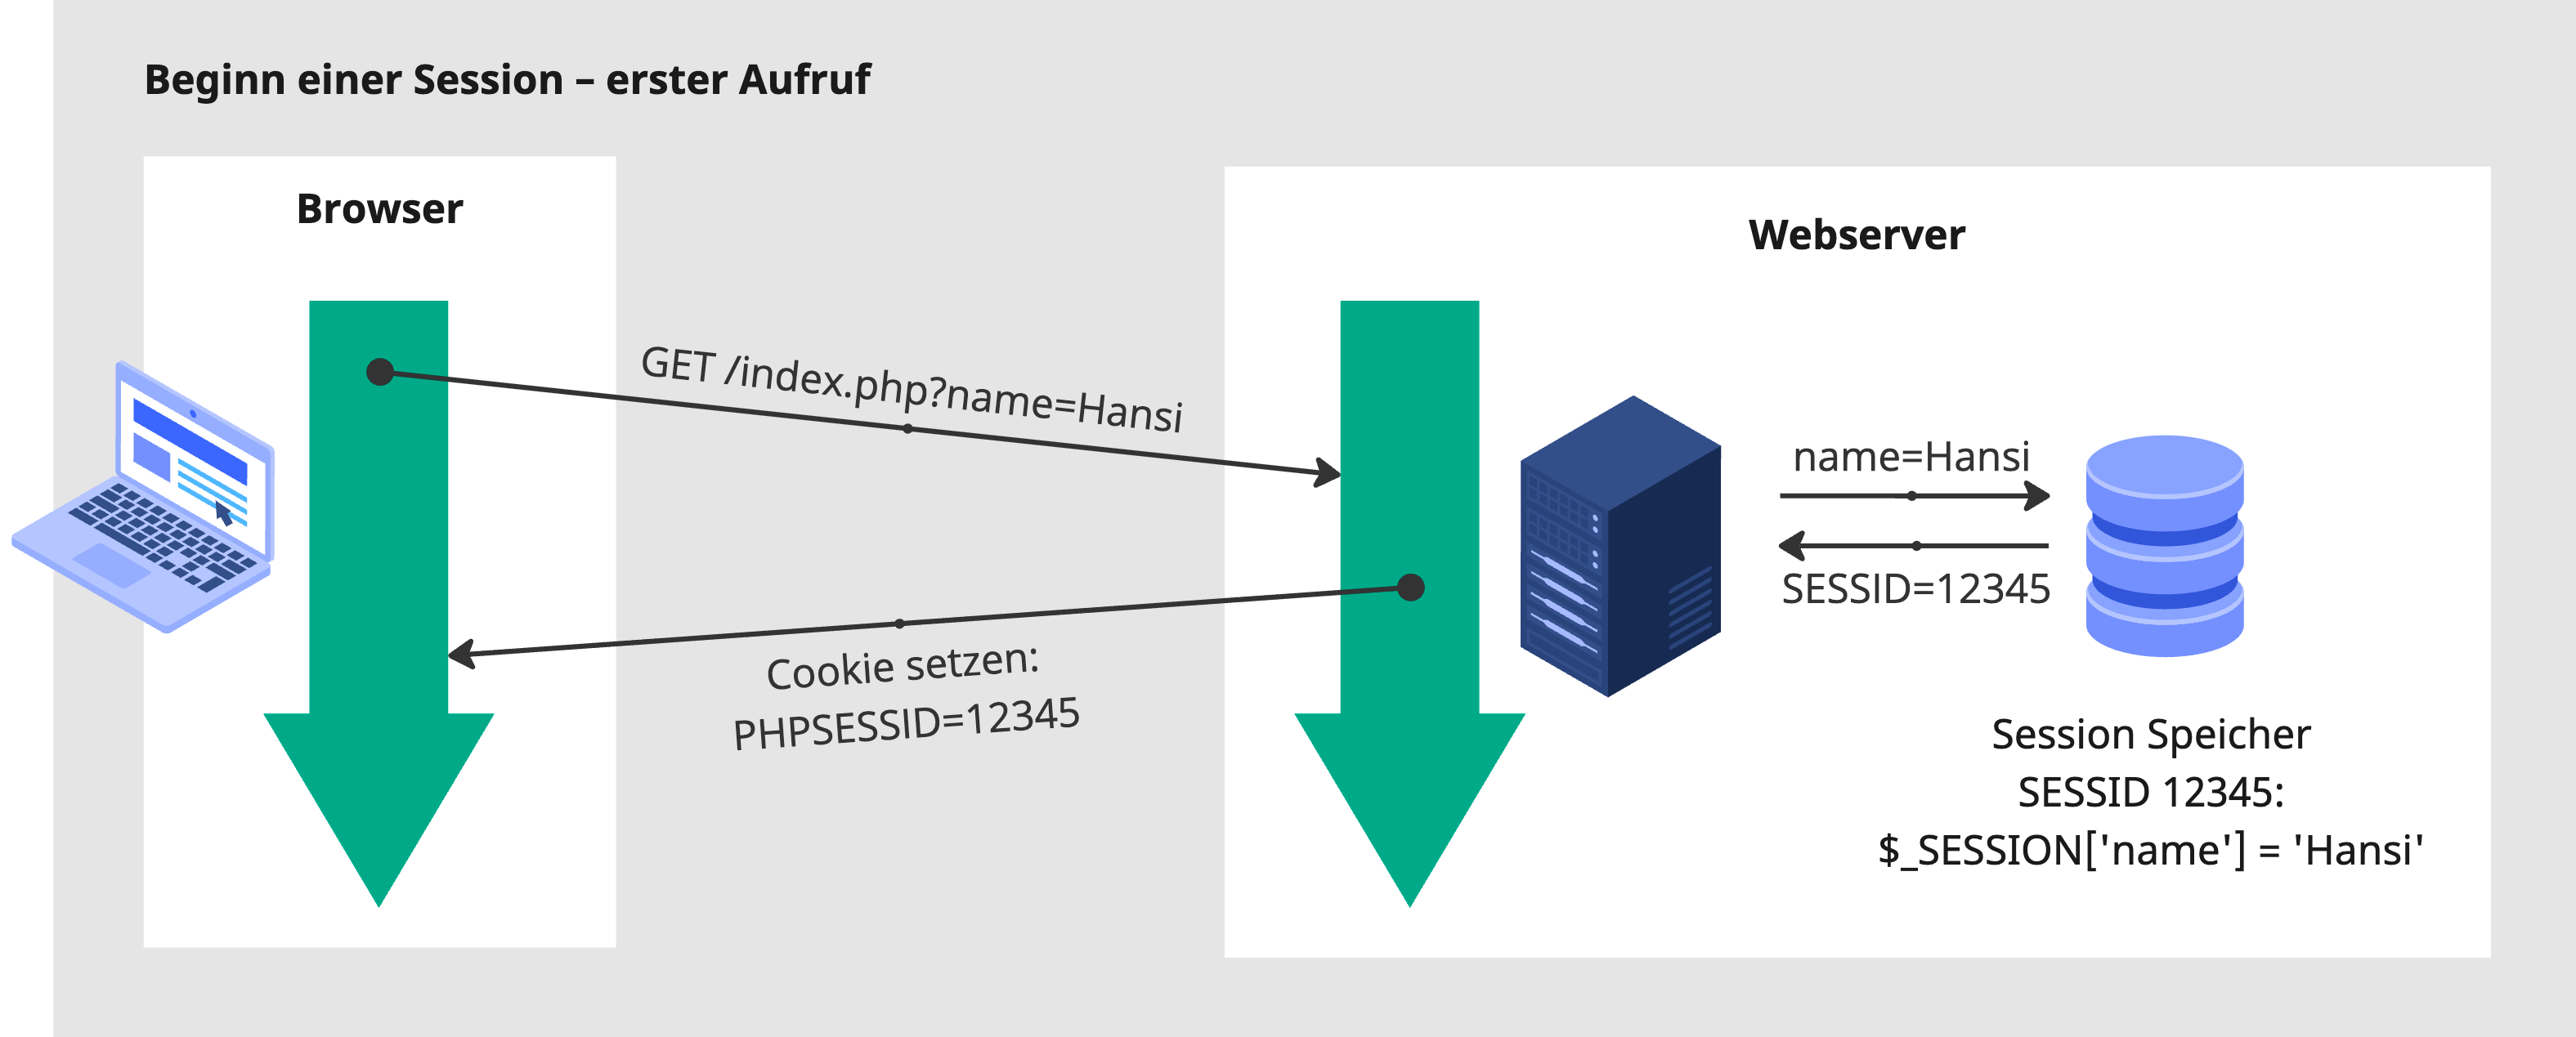 Beginn einer Session – erster Aufruf
Browser
Webserver
GET /index.php?name=Hansi
name=Hansi
SESSID=12345
Cookie setzen:
PHPSESSID=12345
Session Speicher
SESSID 12345:
$_SESSION['name'] = 'Hansi'